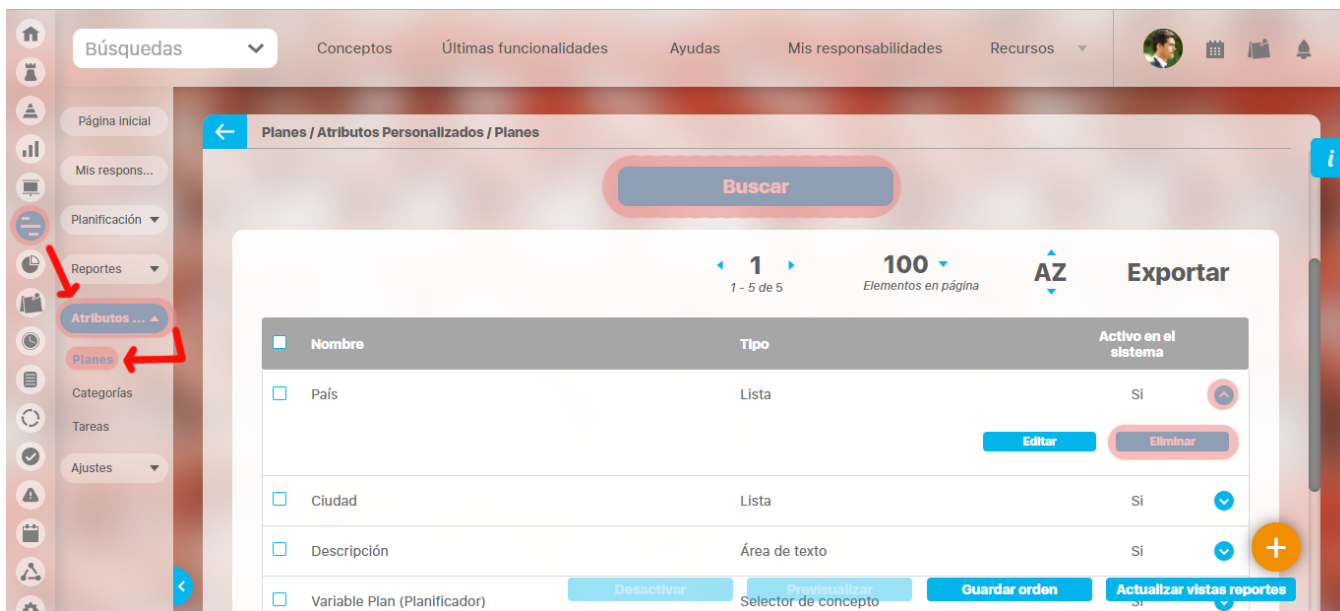 Búsquedas
Conceptos
Últimas funcionalidades
Ayudas
Mis responsabilidades
Recursos
Página inicial
Mis respons...
Planificación
Reportes
Atributos ...
Planes
Categorías
Tareas
Ajustes
Planes / Atributos Personalizados / Planes
i
Buscar
1
1 - 5 de 5
100
Elementos en página
AZ
Exportar
Nombre Tipo Activo en el
sistema
País Lista Si
Editar Eliminar
Ciudad Lista Si
Descripción Área de texto Si
Desactivar Previsualizar Guardar orden Actualizar vistas reportes
Variable Plan (Planificador) Selector de concepto Si